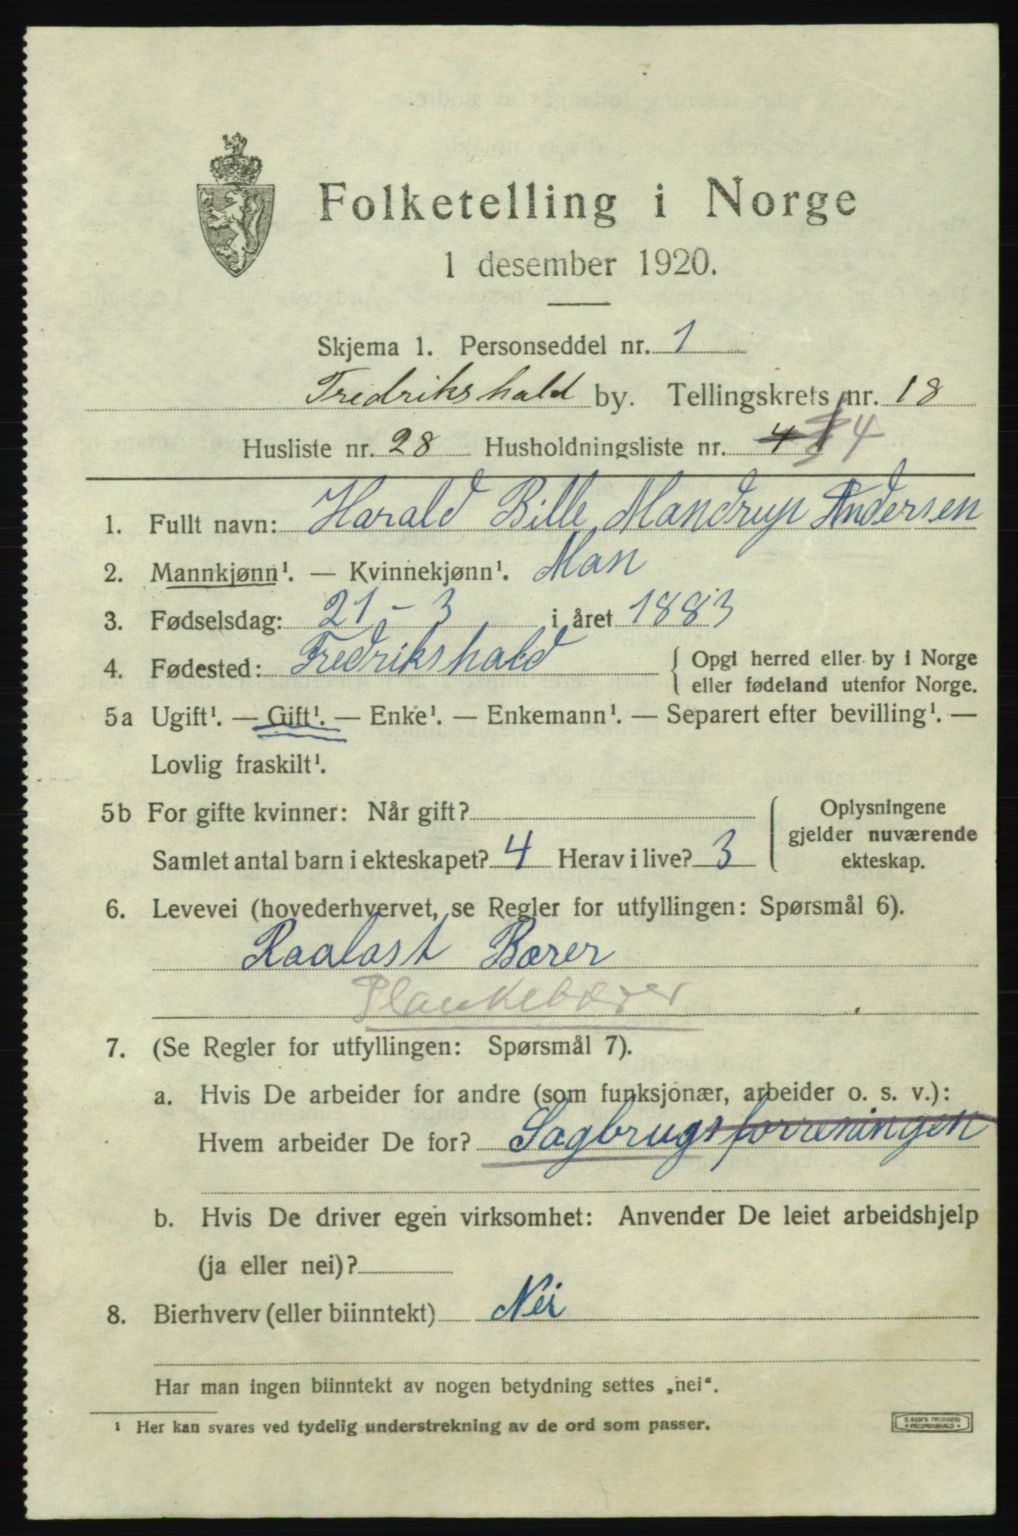 Folketelling i Norge
1 desember 1920.
Skjema 1. Personseddel nr. 1
Fredrikshald by. Tellingskrets nr. 18
Husliste nr. 28 Husholdningsliste nr. 4 4
1. Fullt navn: Harald Bille Mandrup Andersen
2. Mannkjønn¹. — Kvinnekjønn¹. Man
3. Fødselsdag: 21 - 3 i året 1883
4. Fødested: Fredrikshald { Opgi herred eller by i Norge
eller fødeland utenfor Norge.
5a Ugift¹. — Gift¹. — Enke¹. — Enkemann¹. — Separert efter bevilling¹. —
Lovlig fraskilt¹.
5b For gifte kvinner: Når gift?
Samlet antal barn i ekteskapet? 4 Herav i live? 3
{ Oplysningene
gjelder nuværende
ekteskap.
6. Levevei (hovederhvervet, se Regler for utfyllingen: Spørsmål 6).
Raalast Bærer
Plankebærer
7. (Se Regler for utfyllingen: Spørsmål 7).
a. Hvis De arbeider for andre (som funksjonær, arbeider o. s. v.):
Hvem arbeider De for? Sagbrugsforreningen
b. Hvis De driver egen virksomhet: Anvender De leiet arbeidshjelp
(ja eller nei)?
8. Bierhverv (eller biinntekt) Nei
Har man ingen biinntekt av nogen betydning settes „nei“.
¹ Her kan svares ved tydelig understrekning av de ord som passer.